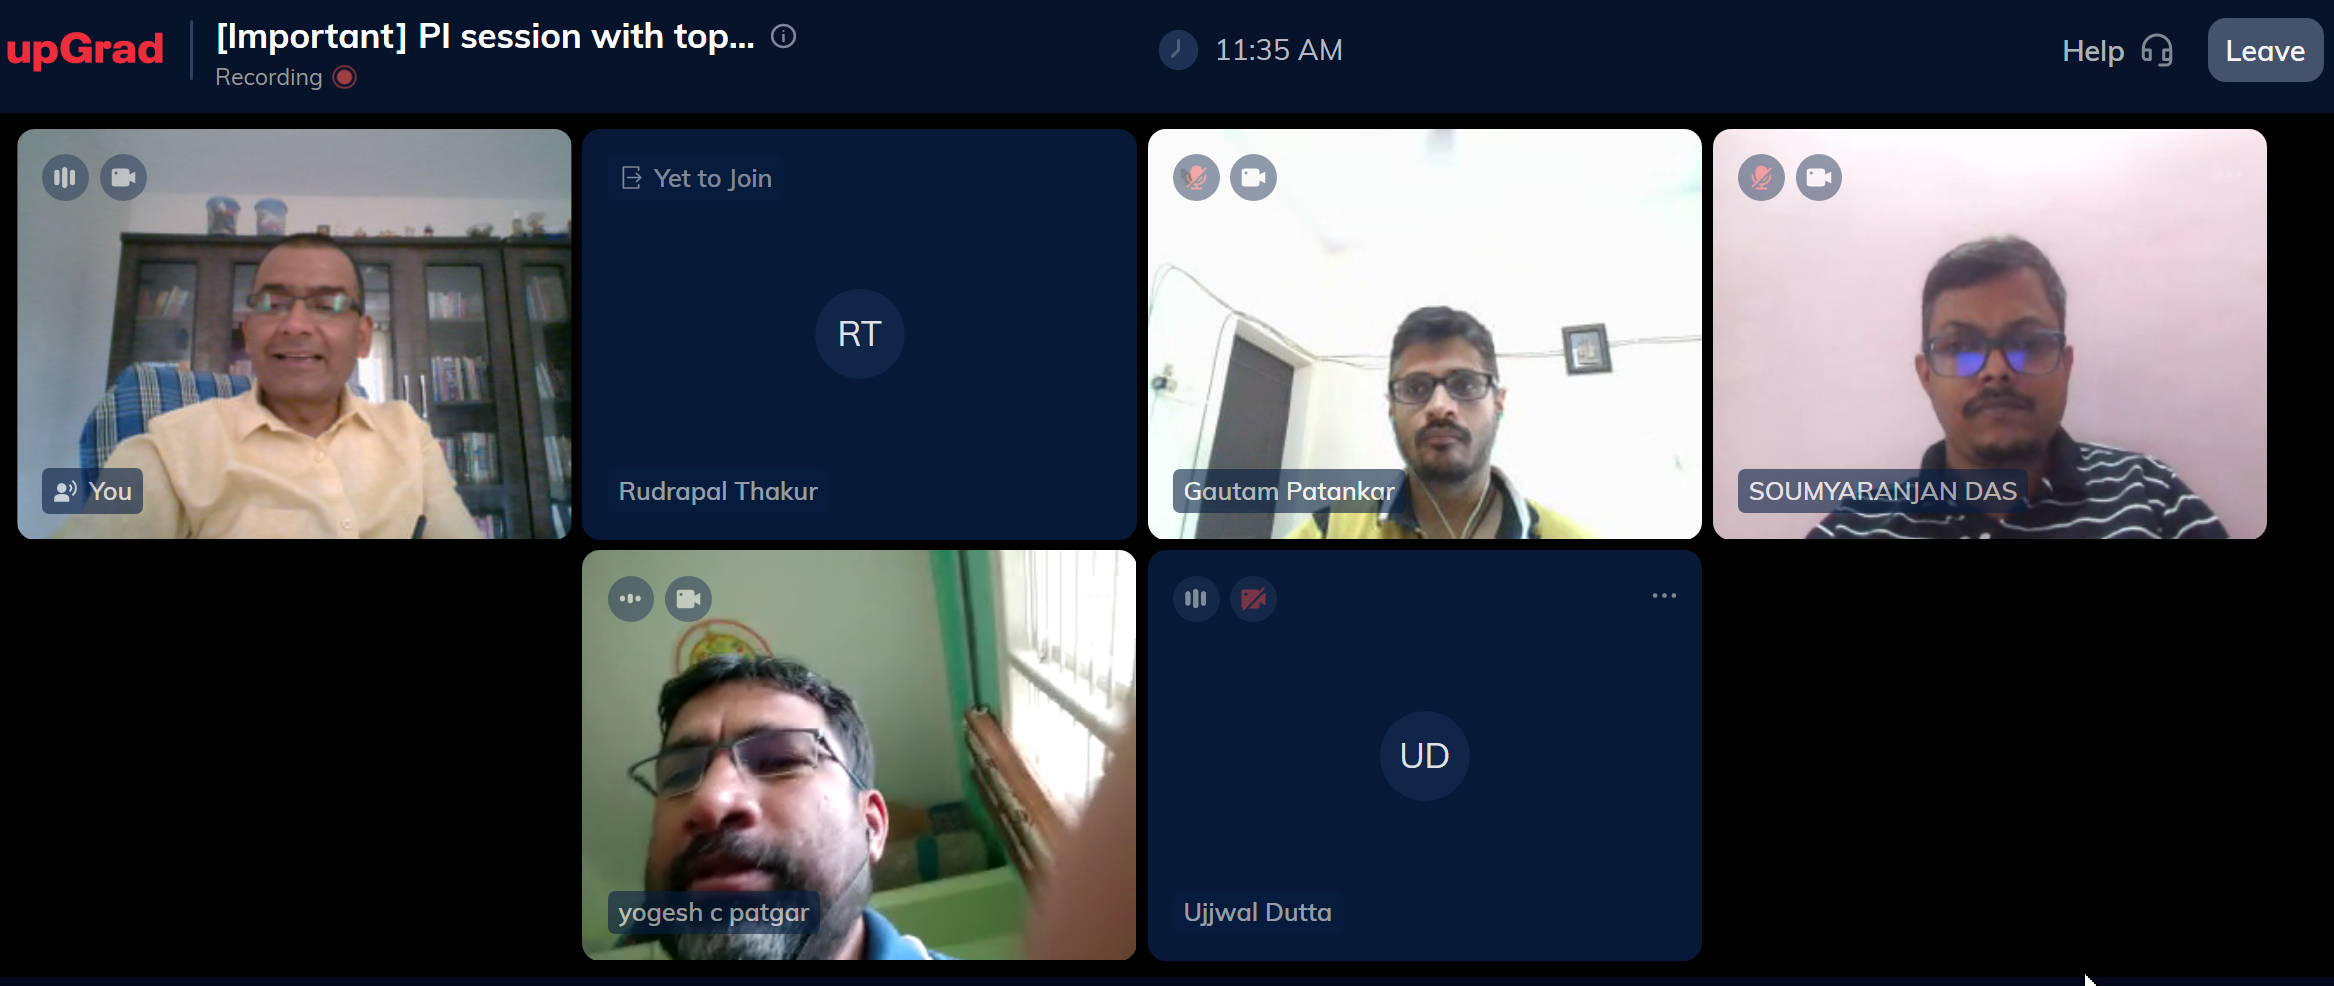 upGrad
[Important] PI session with top...
Recording
11:35 AM
Help
Leave
You
Yet to Join
RT
Rudrapal Thakur
Gautam Patankar
SOUMYARANJAN DAS
yogesh c patgar
UD
Ujjwal Dutta